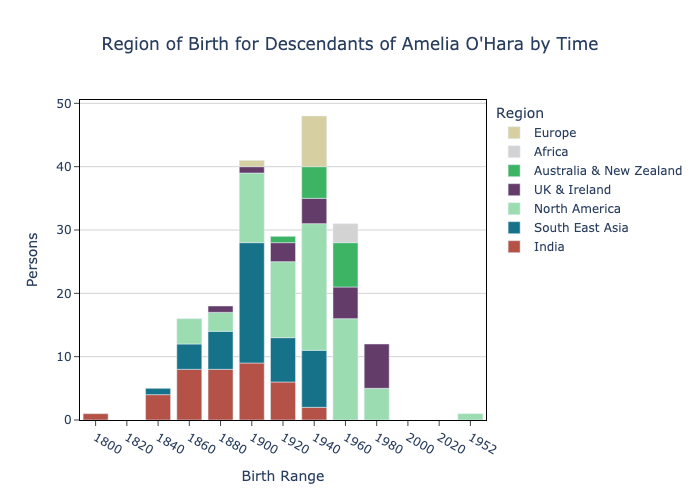 Region of Birth for Descendants of Amelia O'Hara by Time
50
40
30
20
10
0
Persons
1800
1820
1840
1860
1880
1900
1920
1940
1960
1980
2000
2020
1952
Birth Range
Region
Europe
Africa
Australia & New Zealand
UK & Ireland
North America
South East Asia
India